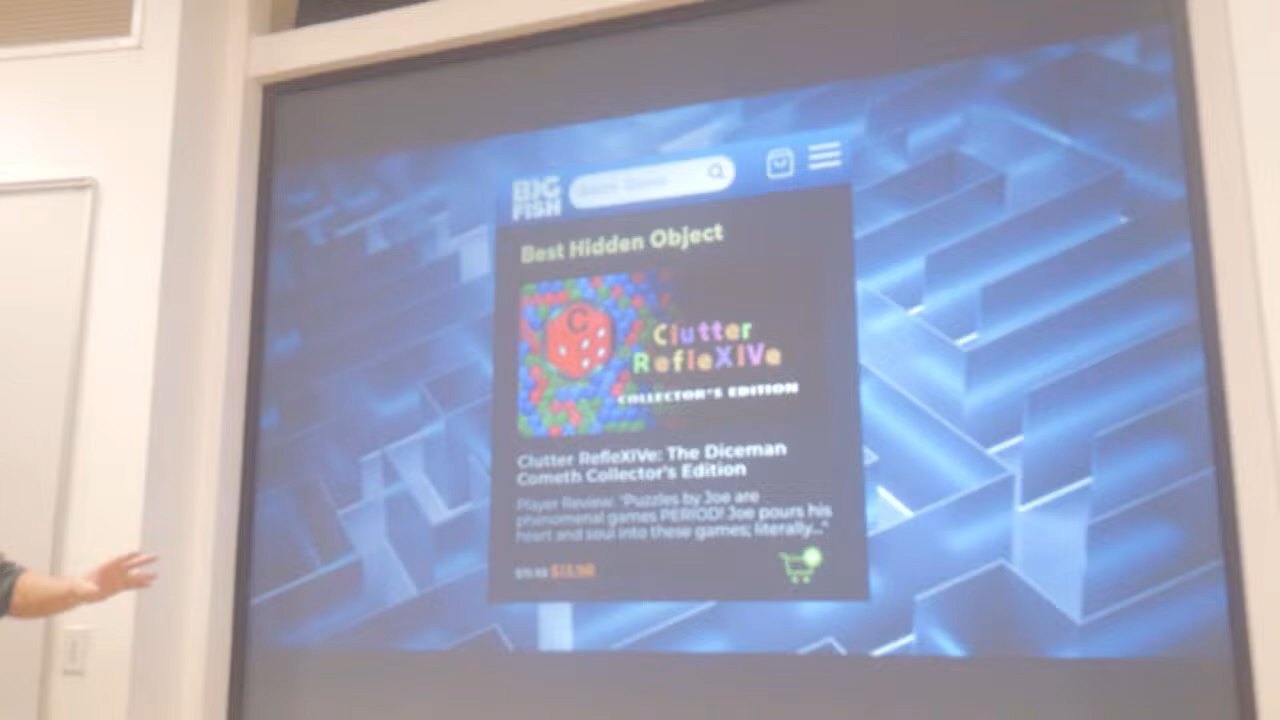 BIG
FISH
Best Hidden Object
C
Clutter
RefleXIVe
COLLECTOR'S EDITION
Clutter RefleXIVe: The Diceman
Cometh Collector's Edition
Player Review: "Puzzles by Joe are
phenomenal games PERIOD! Joe pours his
heart and soul into these games; literally..."